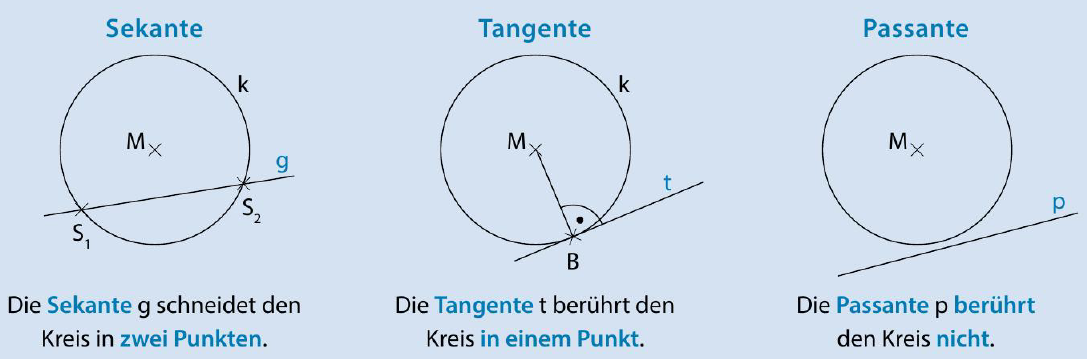 Sekante
Tangente
Passante
k
M
g
S₁
S₂
k
M
t
B
M
p
Die Sekante g schneidet den
Kreis in zwei Punkten.
Die Tangente t berührt den
Kreis in einem Punkt.
Die Passante p berührt
den Kreis nicht.